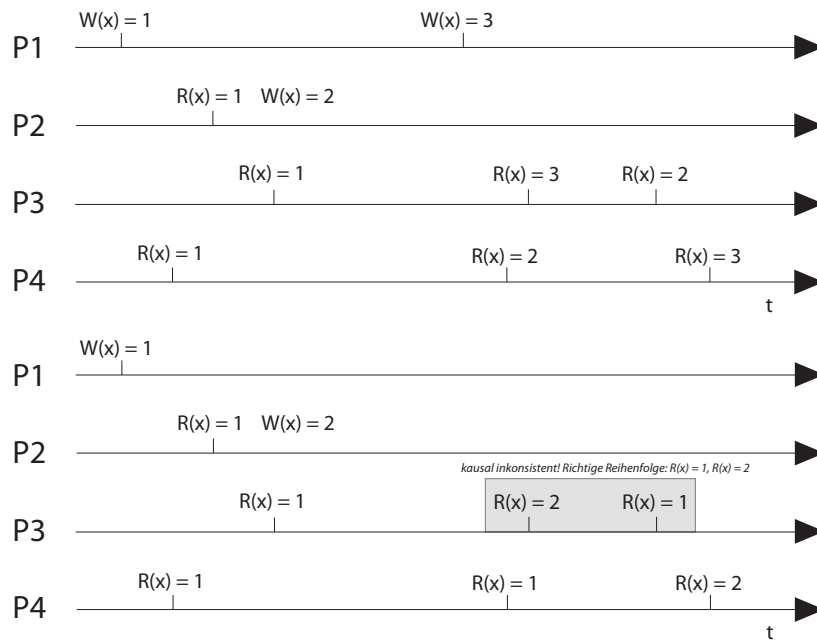 W(x) = 1 W(x) = 3
P1
R(x) = 1 W(x) = 2
P2
R(x) = 1 R(x) = 3 R(x) = 2
P3
R(x) = 1 R(x) = 2 R(x) = 3
P4
t
W(x) = 1
P1
R(x) = 1 W(x) = 2
P2
kausal inkonsistent! Richtige Reihenfolge: R(x) = 1, R(x) = 2
R(x) = 1 R(x) = 2 R(x) = 1
P3
R(x) = 1 R(x) = 1 R(x) = 2
P4
t